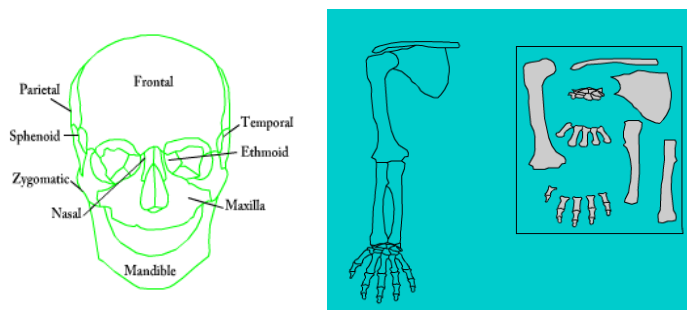 Frontal
Parietal
Temporal
Sphenoid
Ethmoid
Zygomatic
Maxilla
Nasal
Mandible